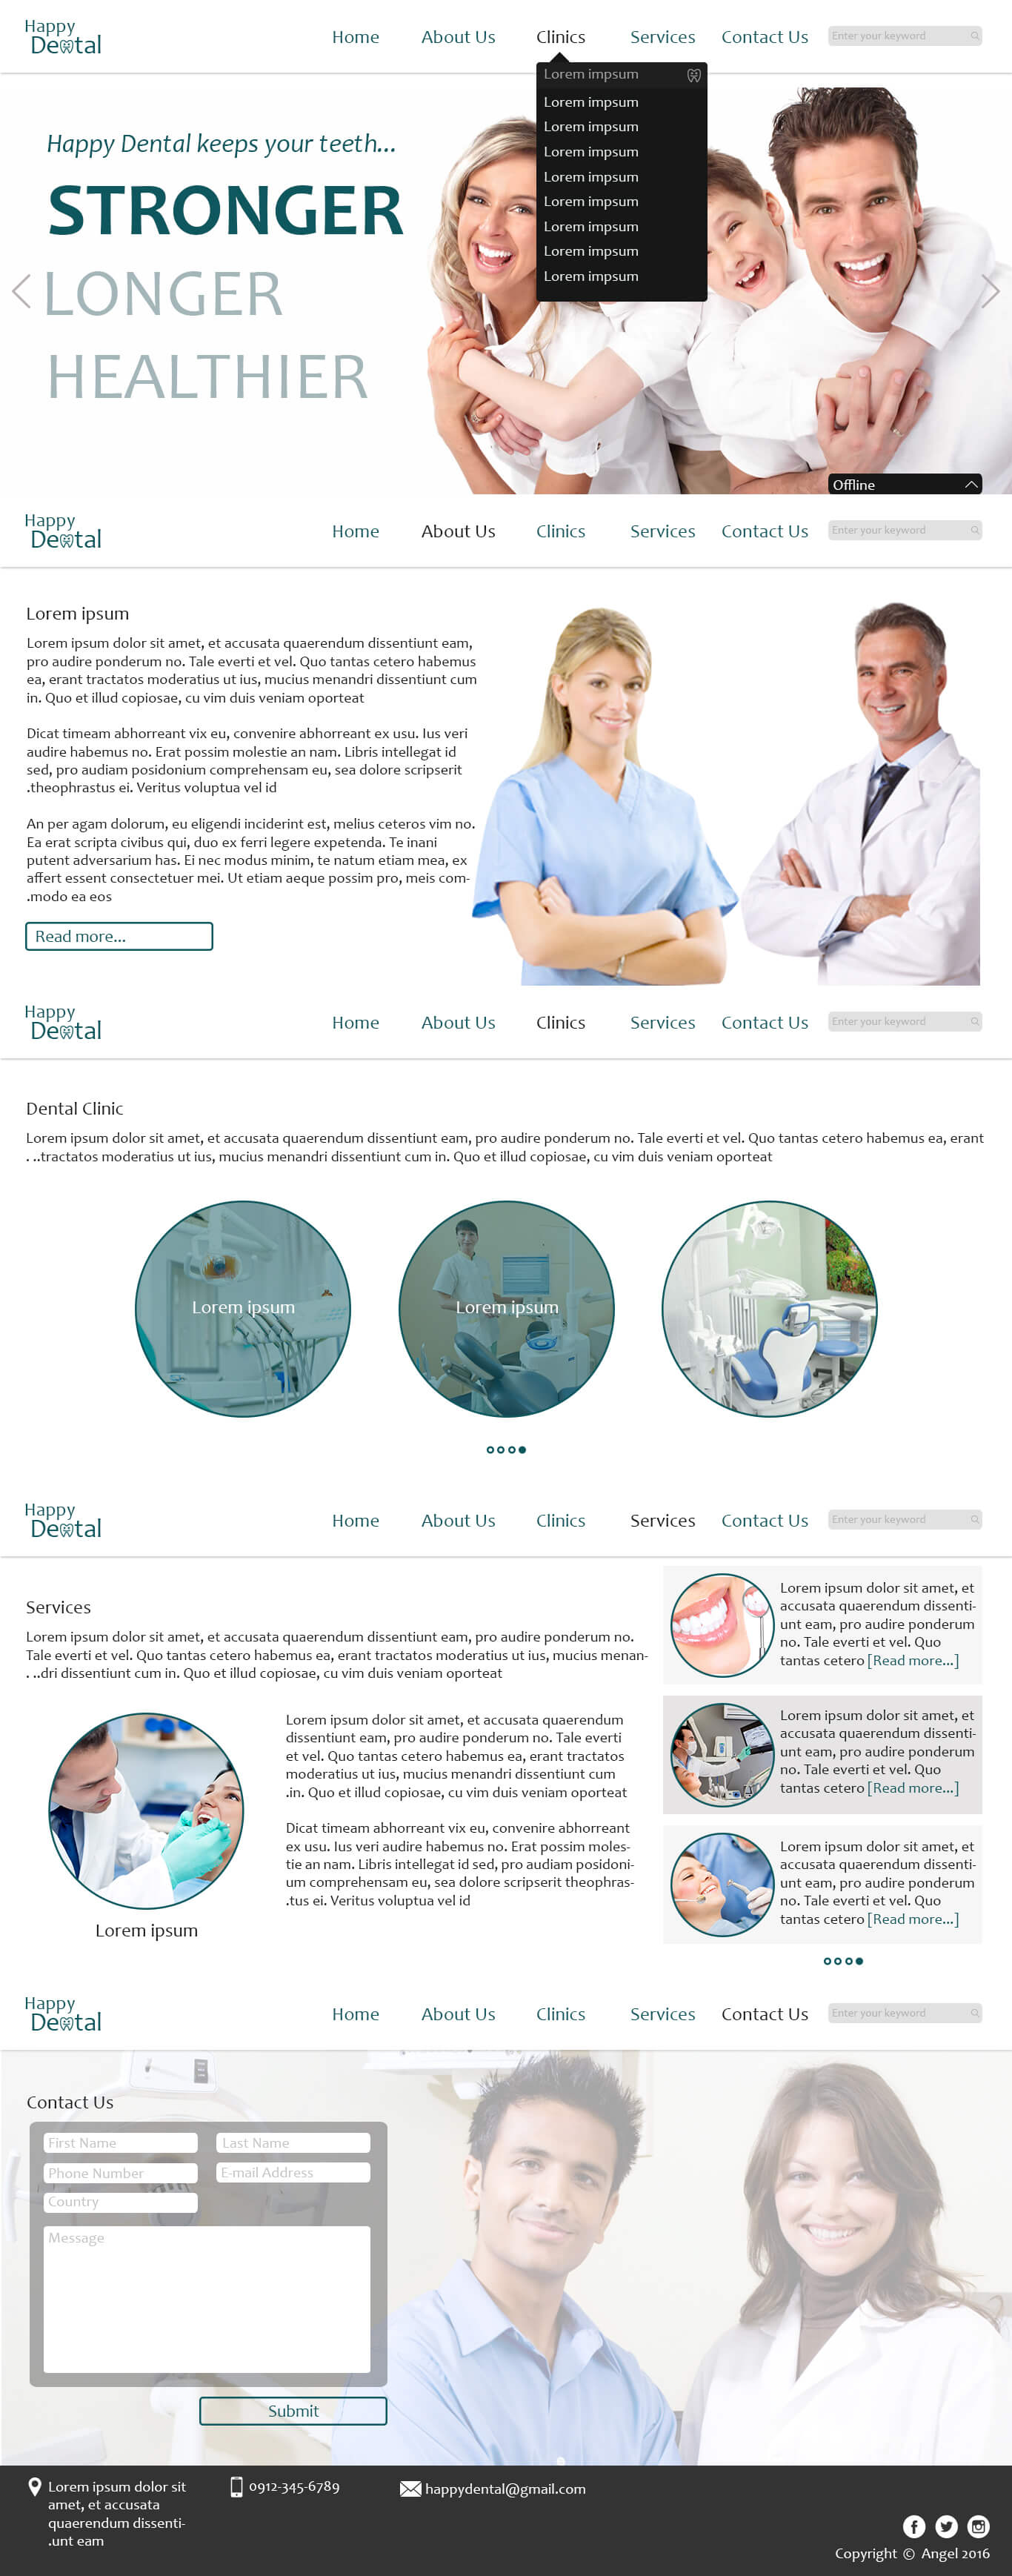 Happy
Dental
Home About Us Clinics Services Contact Us Enter your keyword
Lorem impsum
Lorem impsum
Lorem impsum
Lorem impsum
Lorem impsum
Lorem impsum
Lorem impsum
Lorem impsum
Lorem impsum
Happy Dental keeps your teeth...
STRONGER
LONGER
HEALTHIER
Offline
Happy
Dental
Home About Us Clinics Services Contact Us Enter your keyword
Lorem ipsum
Lorem ipsum dolor sit amet, et accusata quaerendum dissentiunt eam,
pro audire ponderum no. Tale everti et vel. Quo tantas cetero habemus
ea, erant tractatos moderatius ut ius, mucius menandri dissentiunt cum
in. Quo et illud copiosae, cu vim duis veniam oporteat
Dicat timeam abhorreant vix eu, convenire abhorreant ex usu. Ius veri
audire habemus no. Erat possim molestie an nam. Libris intellegat id
sed, pro audiam posidonium comprehensam eu, sea dolore scripserit
.theophrastus ei. Veritus voluptua vel id
An per agam dolorum, eu eligendi inciderint est, melius ceteros vim no.
Ea erat scripta civibus qui, duo ex ferri legere expetenda. Te inani
putent adversarium has. Ei nec modus minim, te natum etiam mea, ex
affert essent consectetuer mei. Ut etiam aeque possim pro, meis com-
.modo ea eos
Read more...
Happy
Dental
Home About Us Clinics Services Contact Us Enter your keyword
Dental Clinic
Lorem ipsum dolor sit amet, et accusata quaerendum dissentiunt eam, pro audire ponderum no. Tale everti et vel. Quo tantas cetero habemus ea, erant
. ..tractatos moderatius ut ius, mucius menandri dissentiunt cum in. Quo et illud copiosae, cu vim duis veniam oporteat
Lorem ipsum
Lorem ipsum
Happy
Dental
Home About Us Clinics Services Contact Us Enter your keyword
Services
Lorem ipsum dolor sit amet, et accusata quaerendum dissentiunt eam, pro audire ponderum no.
Tale everti et vel. Quo tantas cetero habemus ea, erant tractatos moderatius ut ius, mucius menan-
. ..dri dissentiunt cum in. Quo et illud copiosae, cu vim duis veniam oporteat
Lorem ipsum dolor sit amet, et accusata quaerendum
dissentiunt eam, pro audire ponderum no. Tale everti
et vel. Quo tantas cetero habemus ea, erant tractatos
moderatius ut ius, mucius menandri dissentiunt cum
.in. Quo et illud copiosae, cu vim duis veniam oporteat
Dicat timeam abhorreant vix eu, convenire abhorreant
ex usu. Ius veri audire habemus no. Erat possim moles-
tie an nam. Libris intellegat id sed, pro audiam posidoni-
um comprehensam eu, sea dolore scripserit theophras-
.tus ei. Veritus voluptua vel id
Lorem ipsum
Lorem ipsum dolor sit amet, et
accusata quaerendum dissenti-
unt eam, pro audire ponderum
no. Tale everti et vel. Quo
tantas cetero [Read more...]
Lorem ipsum dolor sit amet, et
accusata quaerendum dissenti-
unt eam, pro audire ponderum
no. Tale everti et vel. Quo
tantas cetero [Read more...]
Lorem ipsum dolor sit amet, et
accusata quaerendum dissenti-
unt eam, pro audire ponderum
no. Tale everti et vel. Quo
tantas cetero [Read more...]
Happy
Dental
Home About Us Clinics Services Contact Us Enter your keyword
Contact Us
First Name Last Name
Phone Number E-mail Address
Country
Message
Submit
Lorem ipsum dolor sit
amet, et accusata
quaerendum dissenti-
.unt eam
0912-345-6789
happydental@gmail.com
Copyright © Angel 2016